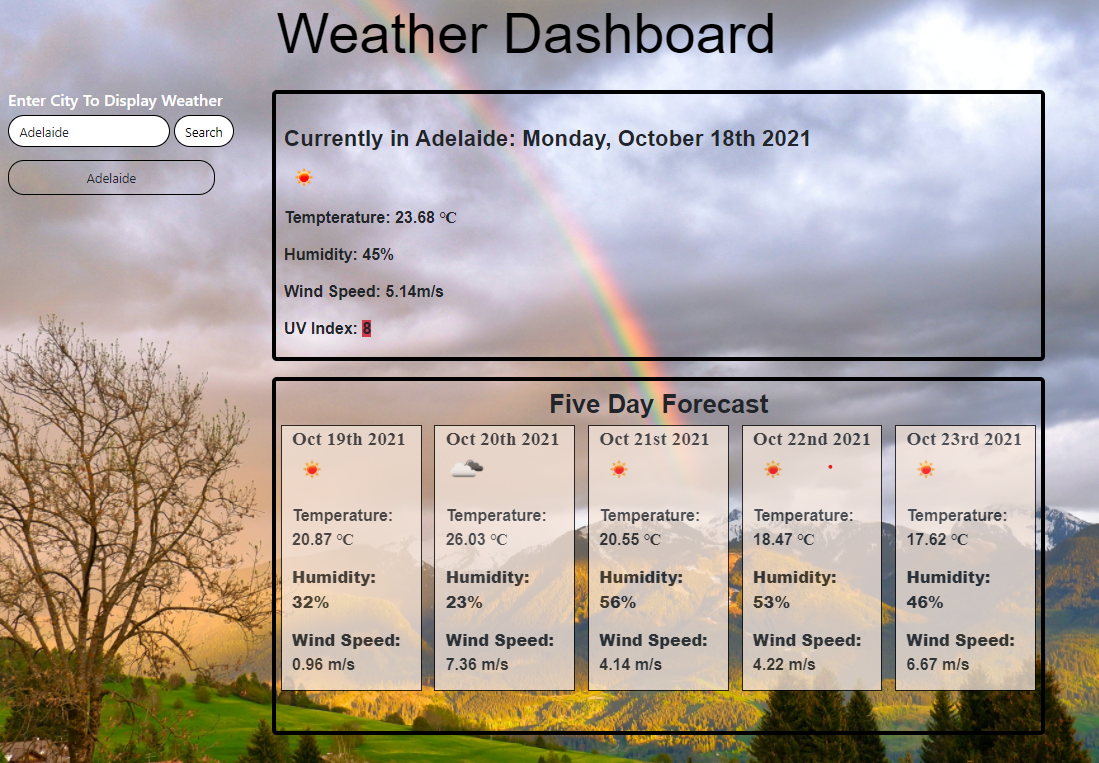 Weather Dashboard
Enter City To Display Weather
Adelaide
Search
Adelaide
Currently in Adelaide: Monday, October 18th 2021
Tempterature: 23.68 °C
Humidity: 45%
Wind Speed: 5.14m/s
UV Index: 8
Five Day Forecast
Oct 19th 2021
Temperature:
20.87 °C
Humidity:
32%
Wind Speed:
0.96 m/s
Oct 20th 2021
Temperature:
26.03 °C
Humidity:
23%
Wind Speed:
7.36 m/s
Oct 21st 2021
Temperature:
20.55 °C
Humidity:
56%
Wind Speed:
4.14 m/s
Oct 22nd 2021
Temperature:
18.47 °C
Humidity:
53%
Wind Speed:
4.22 m/s
Oct 23rd 2021
Temperature:
17.62 °C
Humidity:
46%
Wind Speed:
6.67 m/s